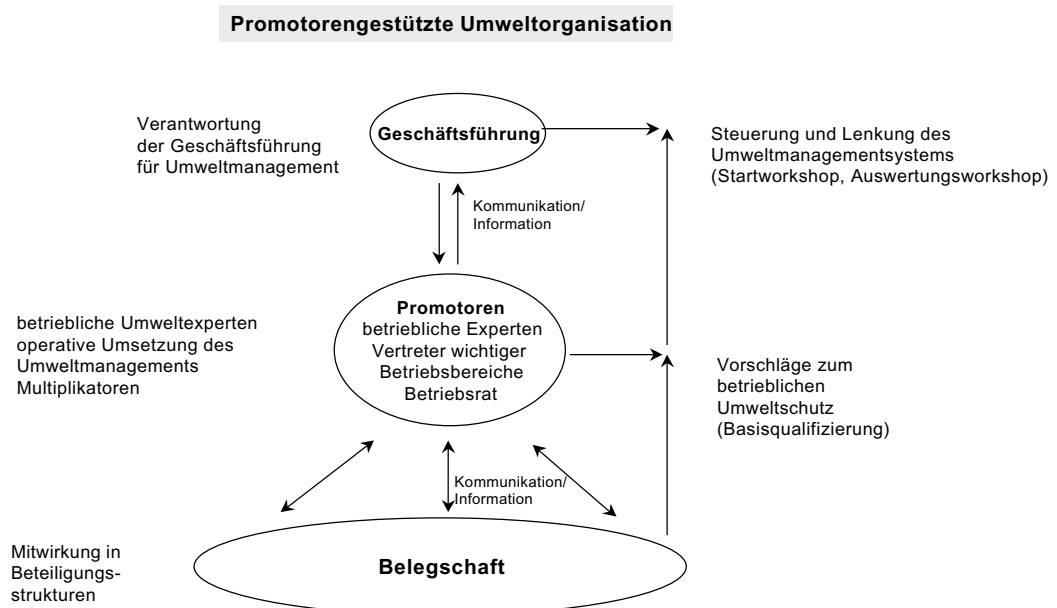 Promotorengestützte Umweltorganisation
Verantwortung
der Geschäftsführung
für Umweltmanagement
Geschäftsführung
Steuerung und Lenkung des
Umweltmanagementsystems
(Startworkshop, Auswertungsworkshop)
Kommunikation/
Information
betriebliche Umweltexperten
operative Umsetzung des
Umweltmanagements
Multiplikatoren
Promotoren
betriebliche Experten
Vertreter wichtiger
Betriebsbereiche
Betriebsrat
Vorschläge zum
betrieblichen
Umweltschutz
(Basisqualifizierung)
Kommunikation/
Information
Mitwirkung in
Beteiligungs-
strukturen
Belegschaft